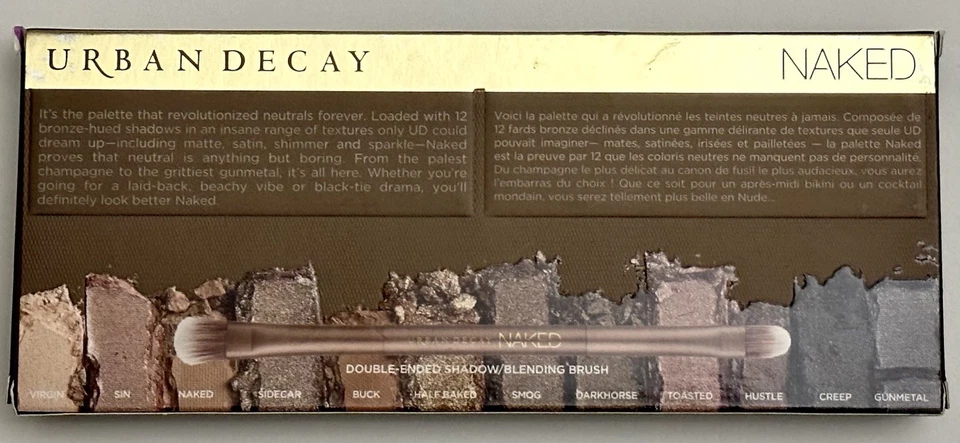 URBAN DECAY
NAKED
It's the palette that revolutionized neutrals forever. Loaded with 12
bronze-hued shadows in an insane range of textures only UD could
dream up—including matte, satin, shimmer and sparkle—Naked
proves that neutral is anything but boring. From the palest
champagne to the grittiest gunmetal, it's all here. Whether you're
going for a laid-back, beachy vibe or black-tie drama, you'll
definitely look better Naked.
Voici la palette qui a révolutionné les teintes neutres à jamais. Composée de
12 fards bronze déclinés dans une gamme délirante de textures que seule UD
pouvait imaginer— mates, satinées, irisées et pailletées — la palette Naked
est la preuve par 12 que les coloris neutres ne manquent pas de personnalité.
Du champagne le plus délicat au canon de fusil le plus audacieux, vous aurez
l'embarras du choix ! Que ce soit pour un après-midi bikini ou un cocktail
mondain, vous serez tellement plus belle en Nude...
URBAN DECAY NAKED
DOUBLE-ENDED SHADOW/BLENDING BRUSH
VIRGIN SIN NAKED SIDECAR BUCK HALF BAKED SMOG DARKHORSE TOASTED HUSTLE CREEP GUNMETAL